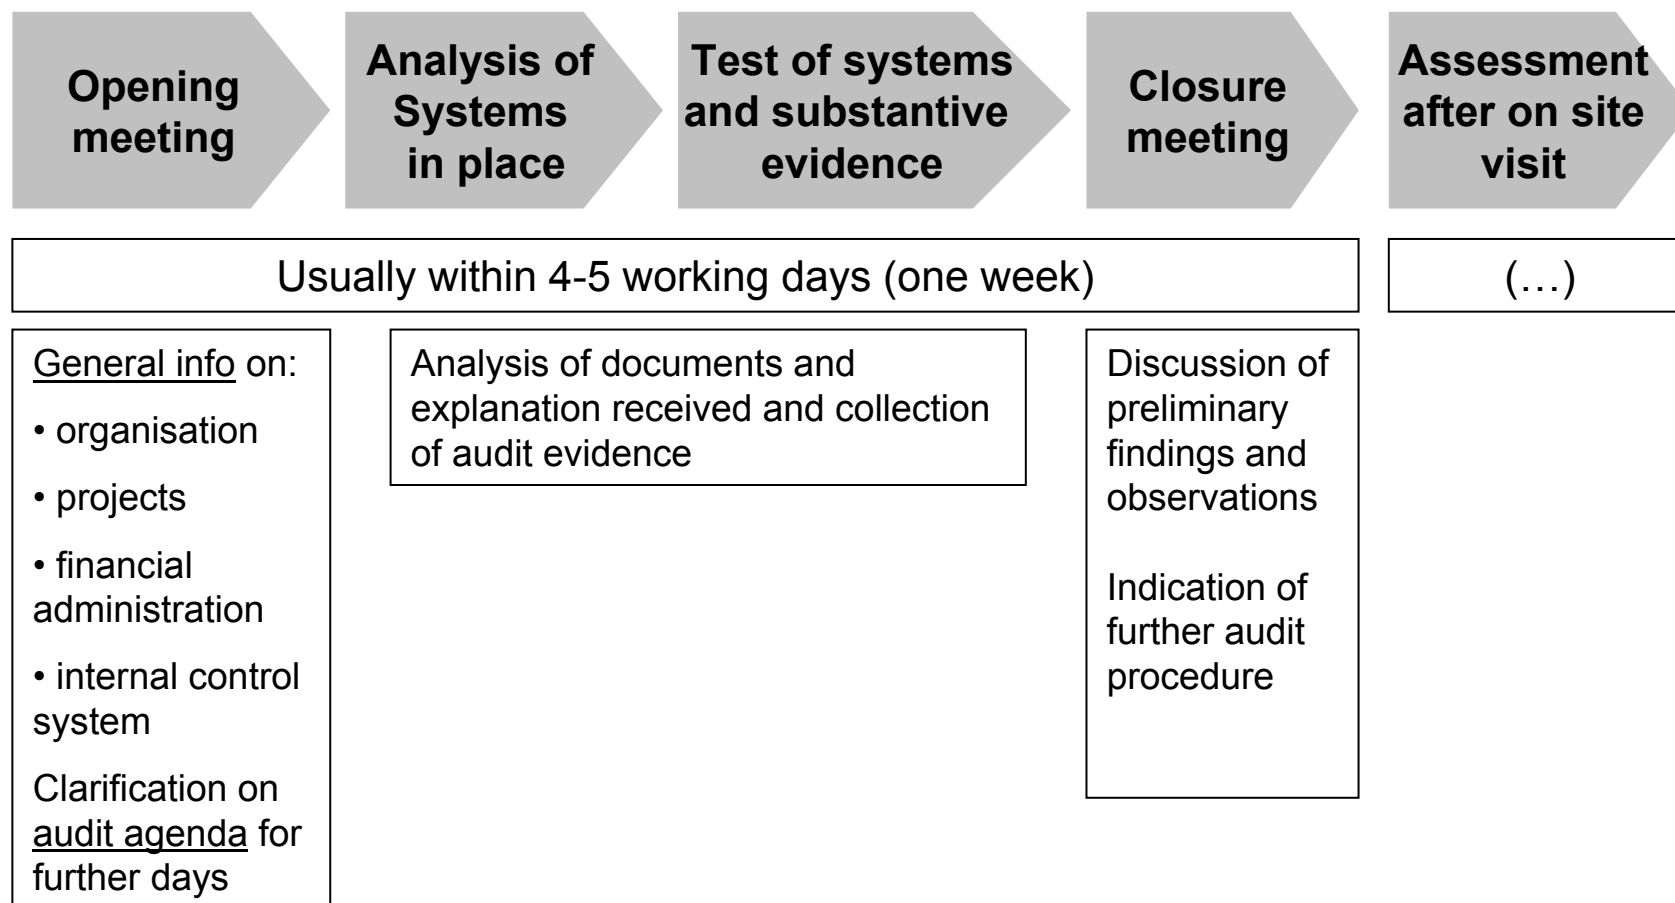 Opening
meeting
Analysis of
Systems
in place
Test of systems
and substantive
evidence
Closure
meeting
Assessment
after on site
visit
Usually within 4-5 working days (one week)
(…)
General info on:
• organisation
• projects
• financial
administration
• internal control
system
Clarification on
audit agenda for
further days
Analysis of documents and
explanation received and collection
of audit evidence
Discussion of
preliminary
findings and
observations
Indication of
further audit
procedure